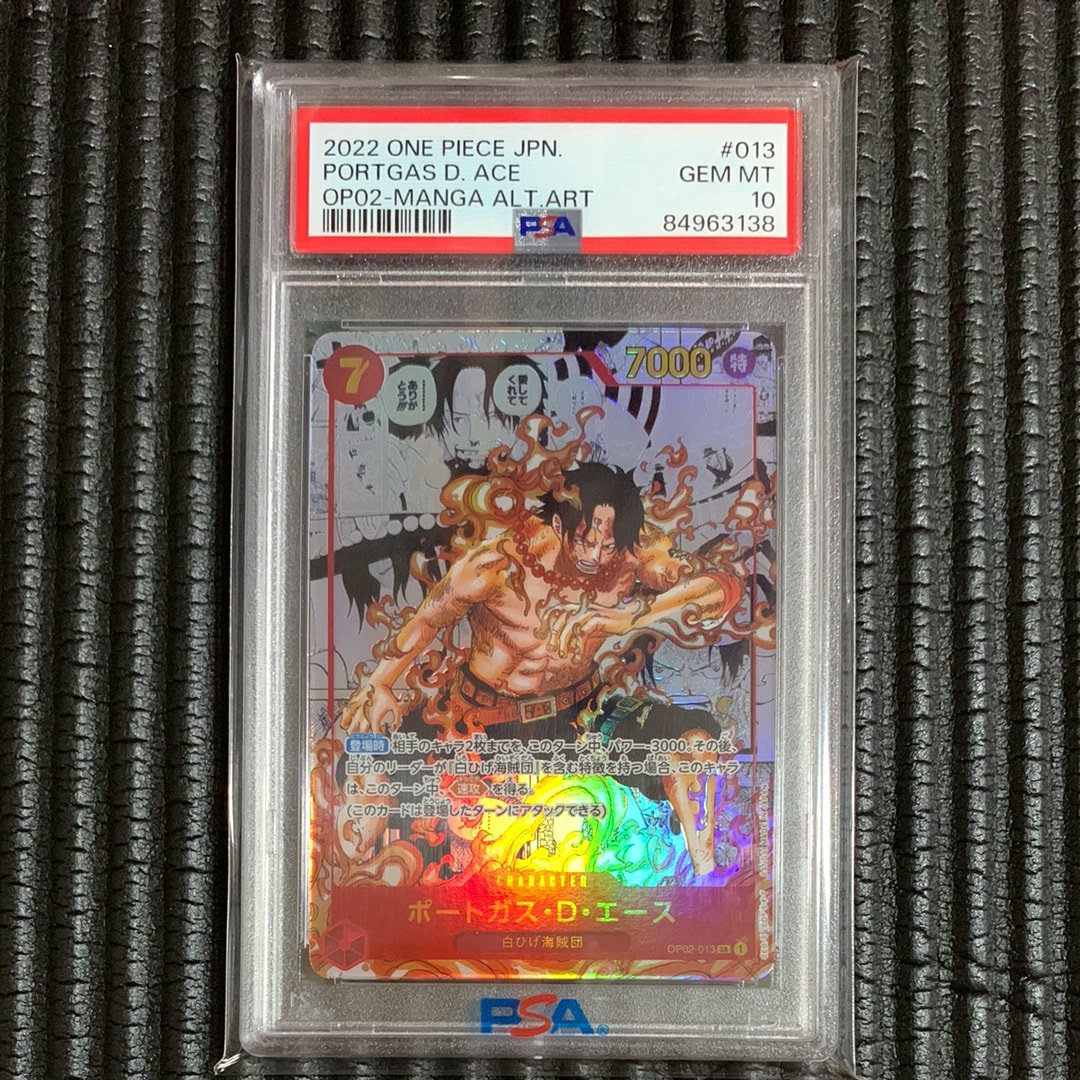 2022 ONE PIECE JPN.
#013
PORTGAS D. ACE
GEM MT
OP02-MANGA ALT.ART
10
PSA
84963138
7
7000
特
愛して
くれて
………
ありが
とう!!!
登場時 相手のキャラ2枚までを、このターン中、パワー-3000。その後、
自分のリーダーが『白ひげ海賊団』を含む特徴を持つ場合、このキャラ
は、このターン中、速攻を得る。
(このカードは登場したターンにアタックできる)
CHARACTER
ポートガス・D・エース
白ひげ海賊団
OP02-013 SR 1
PSA®